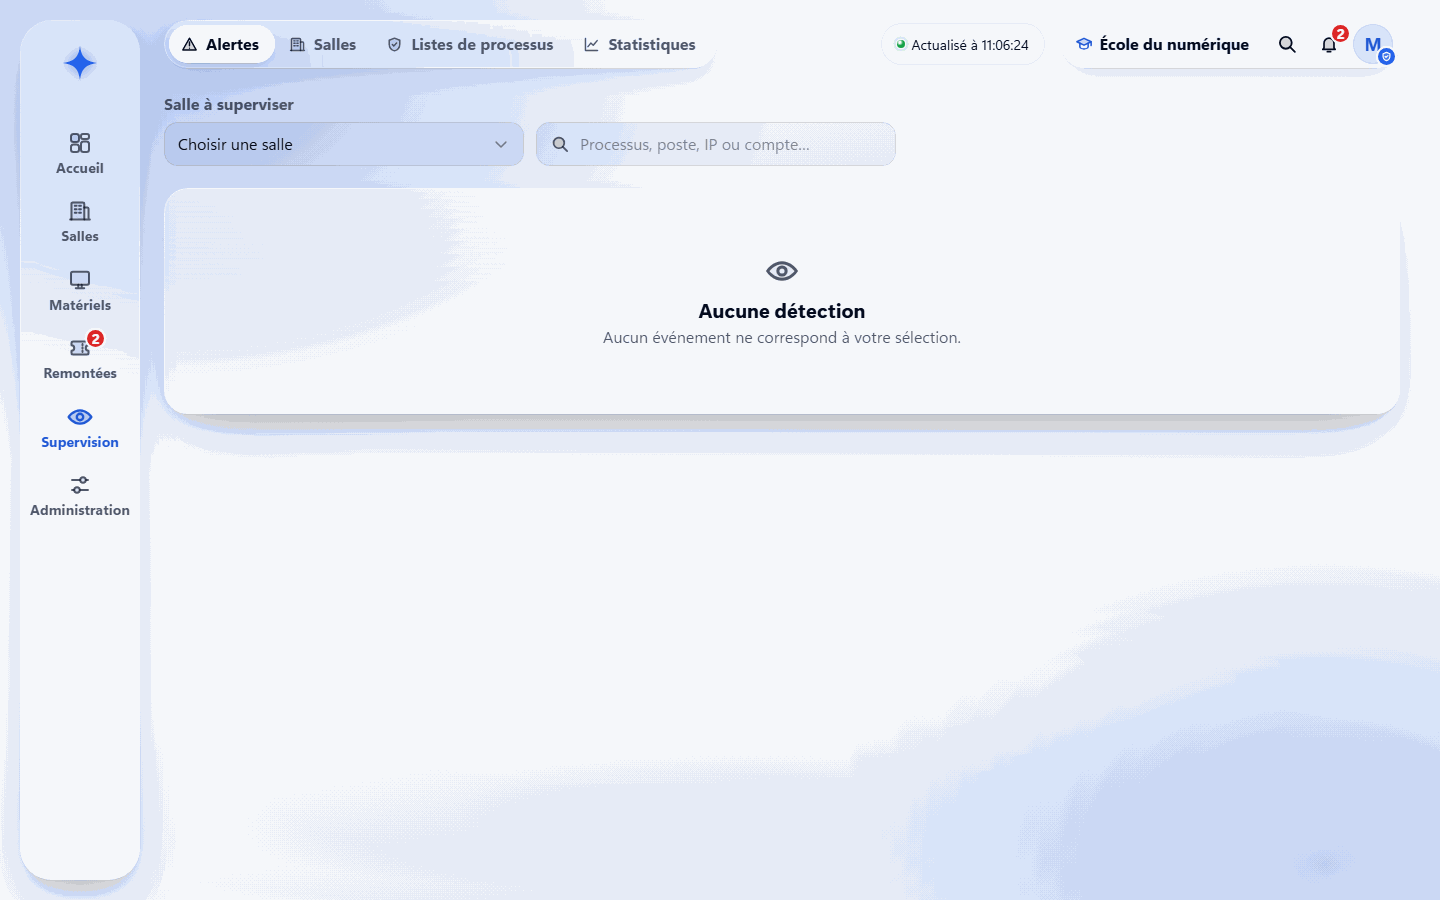 Alertes
Salles
Listes de processus
Statistiques
Actualisé à 11:06:24
École du numérique
2
M
Accueil
Salles
Matériels
2
Remontées
Supervision
Administration
Salle à superviser
Choisir une salle
Processus, poste, IP ou compte...
Aucune détection
Aucun événement ne correspond à votre sélection.